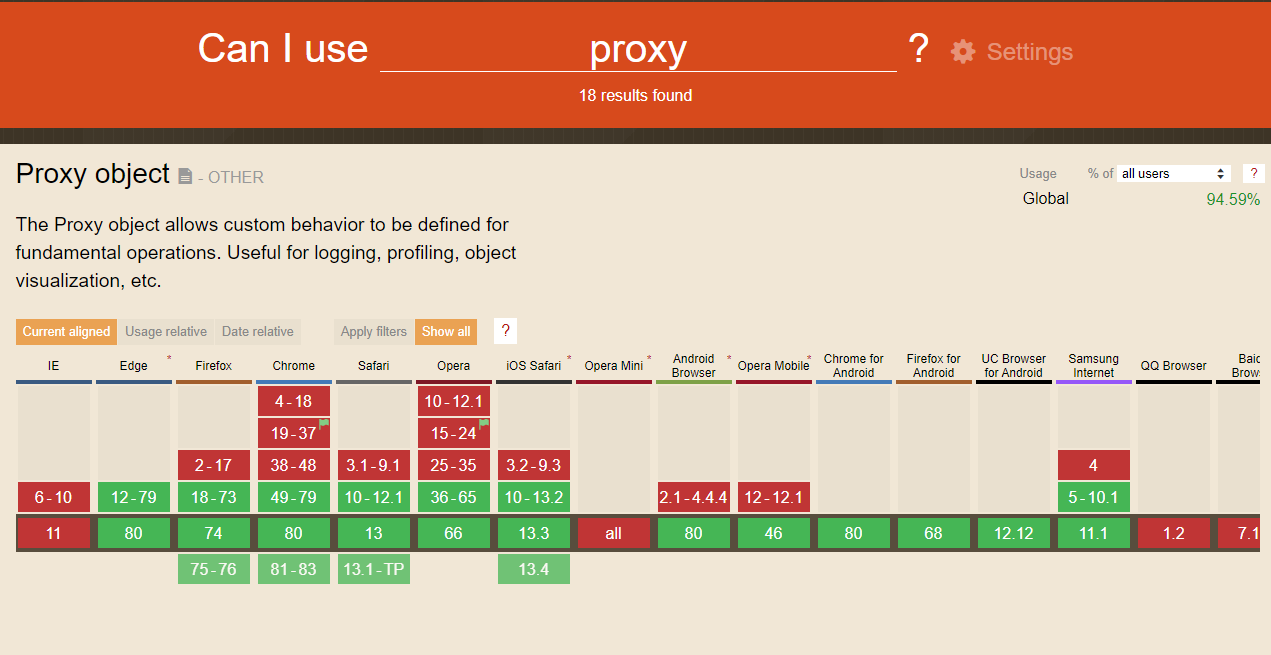 Can I use proxy ? Settings
18 results found
Proxy object - OTHER
Usage % of all users ?
Global 94.59%
The Proxy object allows custom behavior to be defined for
fundamental operations. Useful for logging, profiling, object
visualization, etc.
Current aligned Usage relative Date relative Apply filters Show all ?
IE Edge * Firefox Chrome Safari Opera iOS Safari * Opera Mini * Android Browser * Opera Mobile * Chrome for Android Firefox for Android UC Browser for Android Samsung Internet QQ Browser Baid Brows
4-18 10-12.1
19-37 15-24
2-17 38-48 3.1-9.1 25-35 3.2-9.3 4
6-10 12-79 18-73 49-79 10-12.1 36-65 10-13.2 2.1-4.4.4 12-12.1 5-10.1
11 80 74 80 13 66 13.3 all 80 46 80 68 12.12 11.1 1.2 7.1
75-76 81-83 13.1-TP 13.4